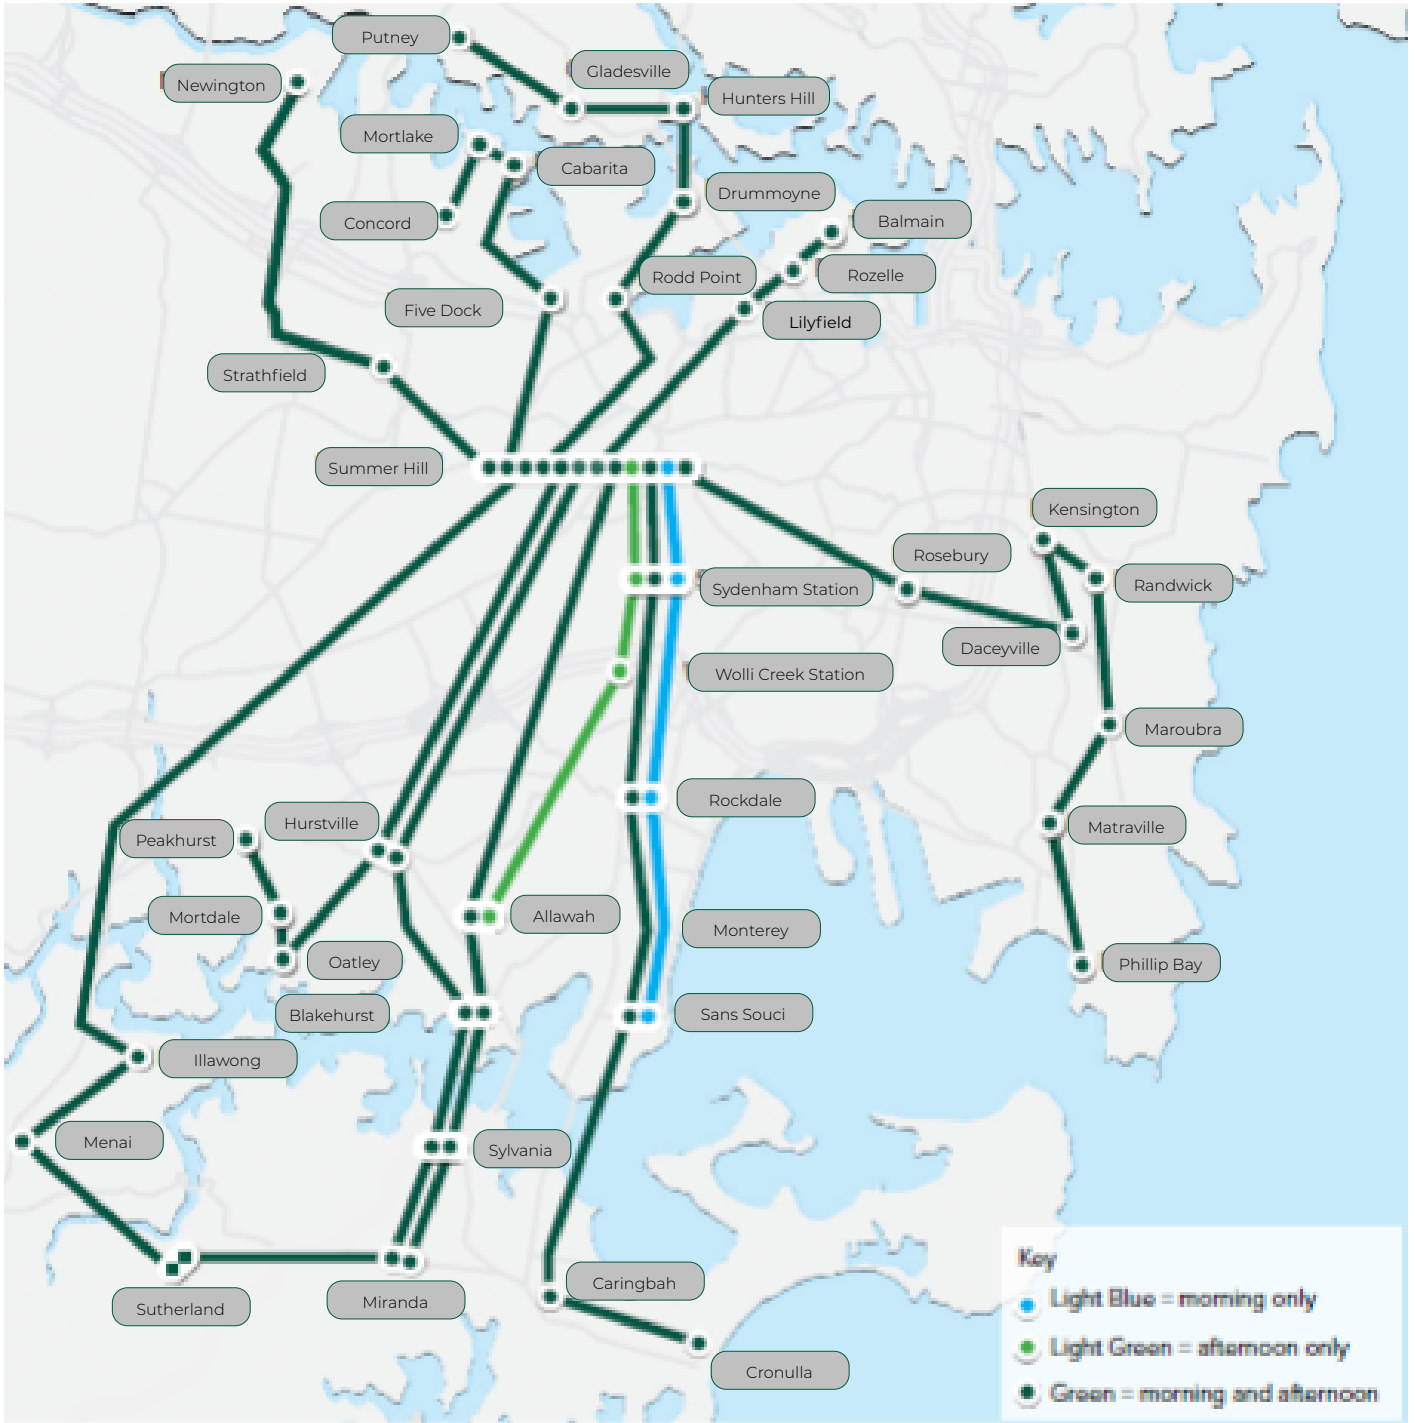 Putney
Gladesville
Newington
Hunters Hill
Mortlake
Cabarita
Drummoyne
Concord
Balmain
Rodd Point
Rozelle
Five Dock
Lilyfield
Strathfield
Summer Hill
Kensington
Rosebury
Randwick
Sydenham Station
Daceyville
Wolli Creek Station
Maroubra
Rockdale
Hurstville
Matraville
Peakhurst
Mortdale
Allawah
Monterey
Oatley
Phillip Bay
Blakehurst
Sans Souci
Illawong
Menai
Sylvania
Key
Caringbah
Light Blue = morning only
Miranda
Sutherland
Light Green = afternoon only
Cronulla
Green = morning and afternoon